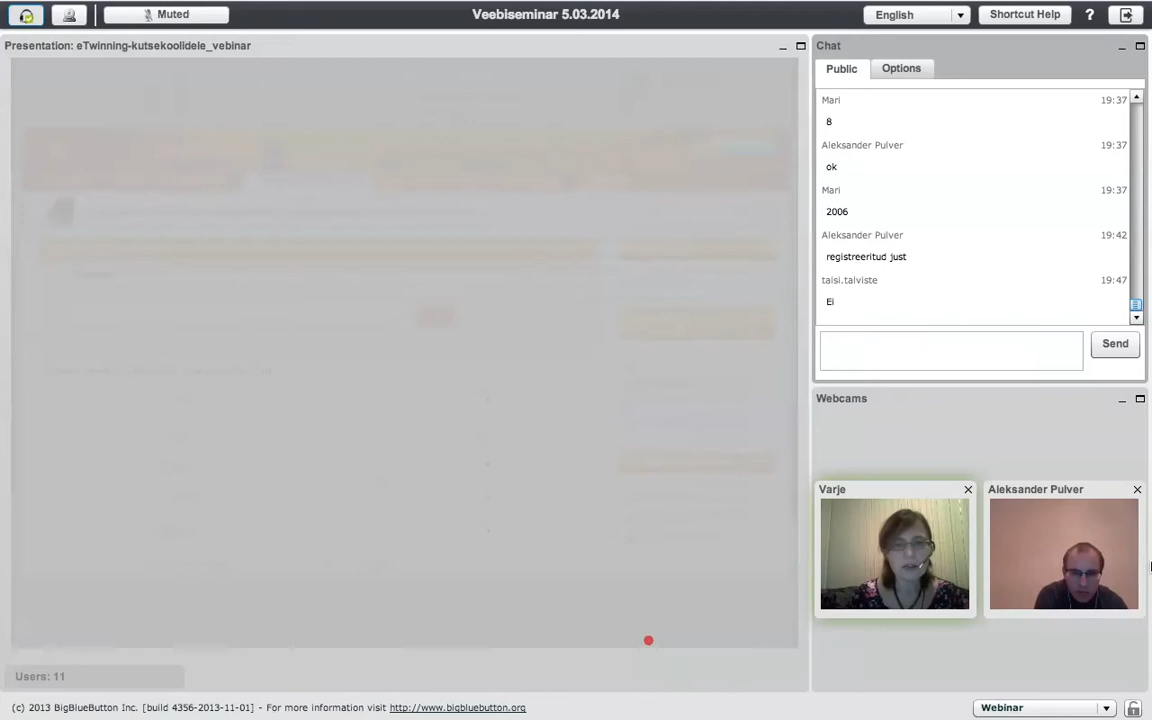 Muted
Veebiseminar 5.03.2014
English
Shortcut Help
?
Presentation: eTwinning-kutsekoolidele_vebinar
Chat
Public
Options
Mari 19:37
8
Aleksander Pulver 19:37
ok
Mari 19:37
2006
Aleksander Pulver 19:42
registreeritud just
taisi.talviste 19:47
Ei
Send
Webcams
Varje
Aleksander Pulver
Users: 11
(c) 2013 BigBlueButton Inc. [build 4356-2013-11-01] - For more information visit http://www.bigbluebutton.org
Webinar